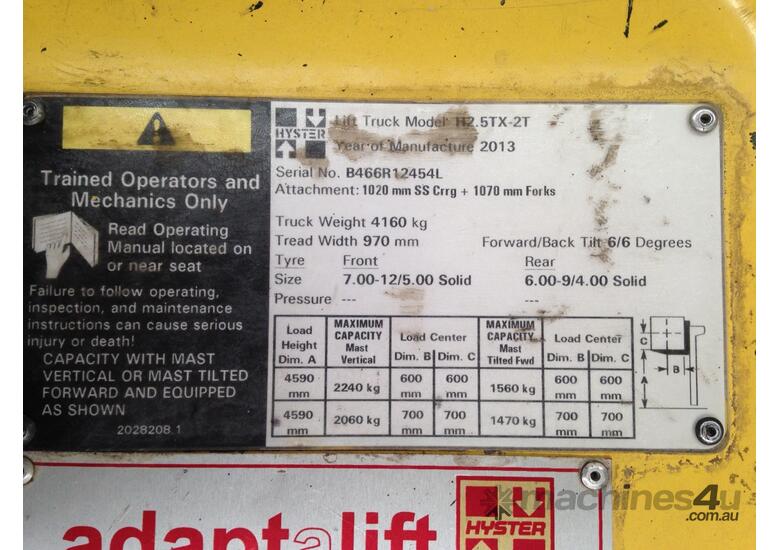 Trained Operators and
Mechanics Only
Read Operating
Manual located on
or near seat
Failure to follow operating,
inspection, and maintenance
instructions can cause serious
injury or death!
CAPACITY WITH MAST
VERTICAL OR MAST TILTED
FORWARD AND EQUIPPED
AS SHOWN
2028208.1
HYSTER
Lift Truck Model H2.5TX-2T
Year of Manufacture 2013
Serial No. B466R12454L
Attachment: 1020 mm SS Crrg + 1070 mm Forks
Truck Weight 4160 kg
Tread Width 970 mm Forward/Back Tilt 6/6 Degrees
Tyre Front Rear
Size 7.00-12/5.00 Solid 6.00-9/4.00 Solid
Pressure --- ---
Load Height Dim. A MAXIMUM CAPACITY Mast Vertical Load Center Dim. B Dim. C MAXIMUM CAPACITY Mast Tilted Fwd Load Center Dim. B Dim. C
4590 mm 2240 kg 600 mm 600 mm 1560 kg 600 mm 600 mm
4590 mm 2060 kg 700 mm 700 mm 1470 kg 700 mm 700 mm
C
B
A
adaptalift
HYSTER
machines4u
.com.au